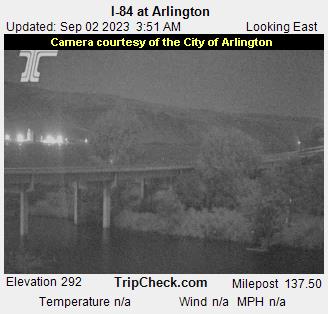 I-84 at Arlington
Updated: Sep 02 2023 3:51 AM Looking East
Camera courtesy of the City of Arlington
Elevation 292 TripCheck.com Milepost 137.50
Temperature n/a Wind n/a MPH n/a